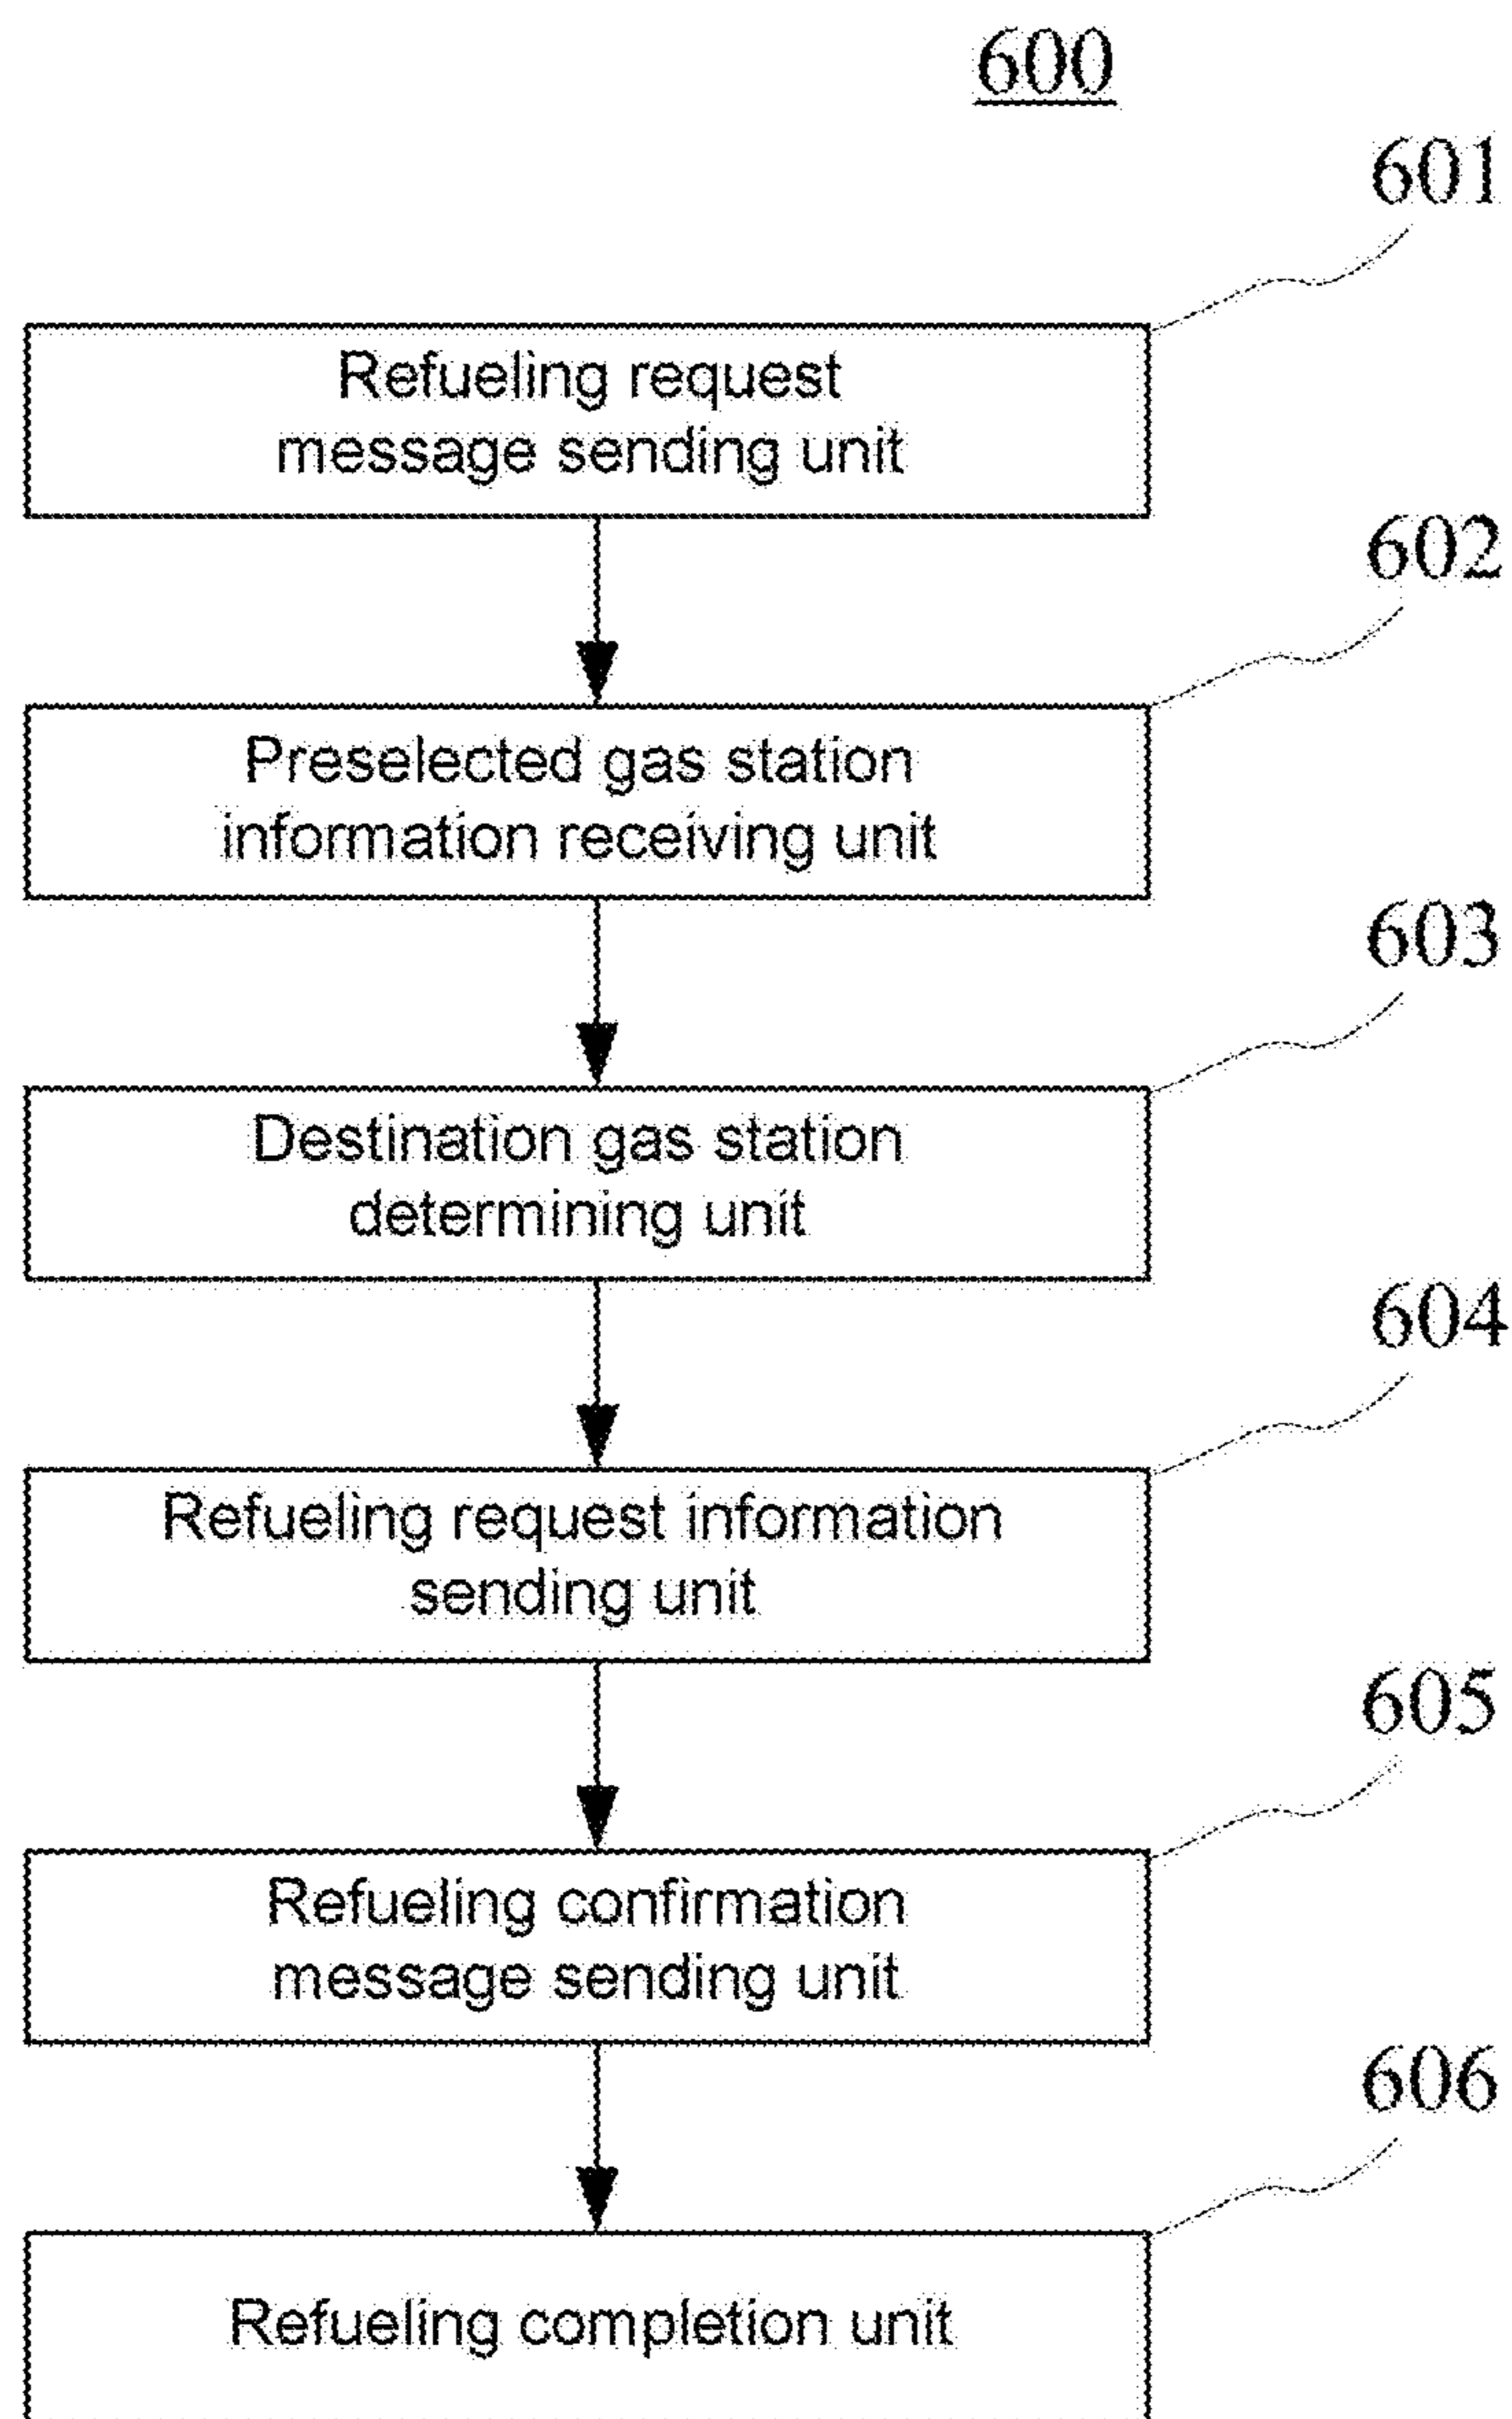 600
601
Refueling request
message sending unit
602
Preselected gas station
information receiving unit
603
Destination gas station
determining unit
604
Refueling request information
sending unit
605
Refueling confirmation
message sending unit
606
Refueling completion unit